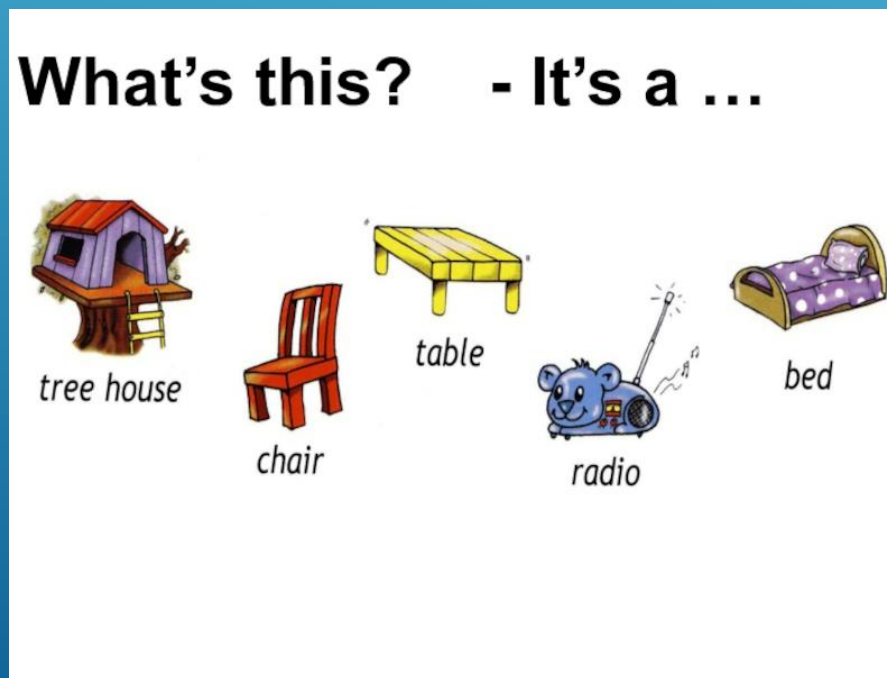 What's this? - It's a ...
tree house
chair
table
radio
bed